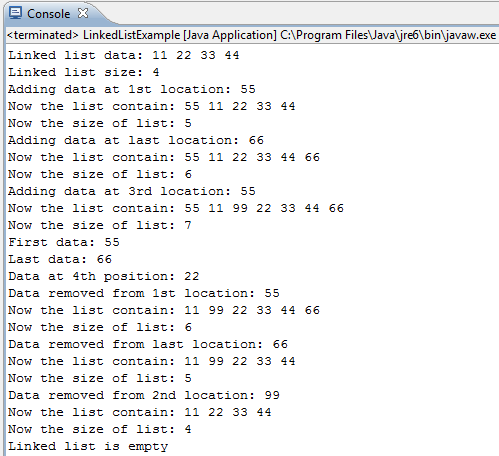 Console
<terminated> LinkedListExample [Java Application] C:\Program Files\Java\jre6\bin\javaw.exe
Linked list data: 11 22 33 44
Linked list size: 4
Adding data at 1st location: 55
Now the list contain: 55 11 22 33 44
Now the size of list: 5
Adding data at last location: 66
Now the list contain: 55 11 22 33 44 66
Now the size of list: 6
Adding data at 3rd location: 55
Now the list contain: 55 11 99 22 33 44 66
Now the size of list: 7
First data: 55
Last data: 66
Data at 4th position: 22
Data removed from 1st location: 55
Now the list contain: 11 99 22 33 44 66
Now the size of list: 6
Data removed from last location: 66
Now the list contain: 11 99 22 33 44
Now the size of list: 5
Data removed from 2nd location: 99
Now the list contain: 11 22 33 44
Now the size of list: 4
Linked list is empty